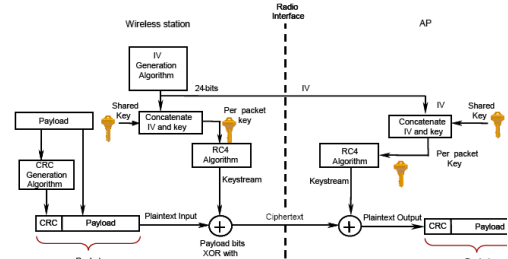 Wireless station
Radio
Interface
AP
IV
Generation
Algorithm
24-bits
IV
IV
Shared
Key
Concatenate
IV and key
Per packet
key
Concatenate
IV and key
Shared
Key
Payload
CRC
Generation
Algorithm
RC4
Algorithm
RC4
Algorithm
Per packet
Key
Keystream
Keystream
CRC
Payload
Plaintext Input
Ciphertext
Plaintext Output
CRC
Payload
Payload bits
XOR with